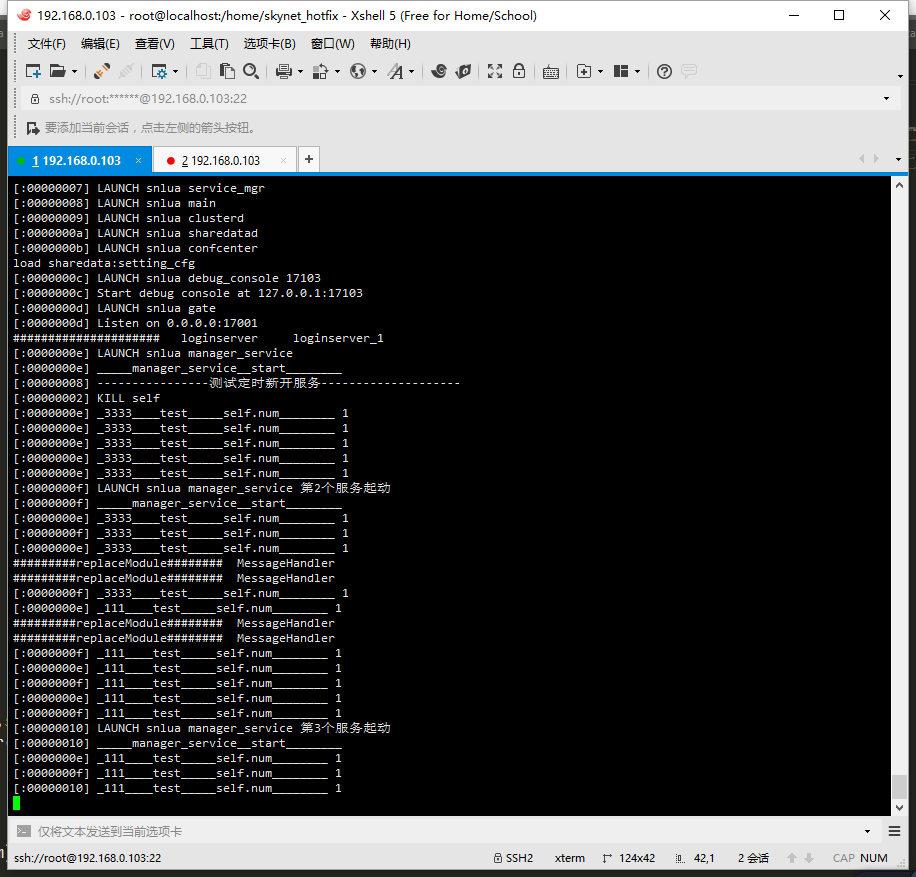 192.168.0.103 - root@localhost:/home/skynet_hotfix - Xshell 5 (Free for Home/School)
文件(F) 编辑(E) 查看(V) 工具(T) 选项卡(B) 窗口(W) 帮助(H)
ssh://root:******@192.168.0.103:22
要添加当前会话，点击左侧的箭头按钮。
1 192.168.0.103 × 2 192.168.0.103 × +
[:00000007] LAUNCH snlua service_mgr
[:00000008] LAUNCH snlua main
[:00000009] LAUNCH snlua clusterd
[:0000000a] LAUNCH snlua sharedatad
[:0000000b] LAUNCH snlua confcenter
load sharedata:setting_cfg
[:0000000c] LAUNCH snlua debug_console 17103
[:0000000c] Start debug console at 127.0.0.1:17103
[:0000000d] LAUNCH snlua gate
[:0000000d] Listen on 0.0.0.0:17001
#####################   loginserver     loginserver_1
[:0000000e] LAUNCH snlua manager_service
[:0000000e] _____manager_service__start________
[:00000008] ----------------测试定时新开服务--------------------
[:00000002] KILL self
[:0000000e] _3333____test_____self.num________ 1
[:0000000e] _3333____test_____self.num________ 1
[:0000000e] _3333____test_____self.num________ 1
[:0000000e] _3333____test_____self.num________ 1
[:0000000e] _3333____test_____self.num________ 1
[:0000000f] LAUNCH snlua manager_service 第2个服务起动
[:0000000f] _____manager_service__start________
[:0000000e] _3333____test_____self.num________ 1
[:0000000f] _3333____test_____self.num________ 1
[:0000000e] _3333____test_____self.num________ 1
#########replaceModule########  MessageHandler
#########replaceModule########  MessageHandler
[:0000000f] _3333____test_____self.num________ 1
[:0000000e] _111____test_____self.num________ 1
#########replaceModule########  MessageHandler
#########replaceModule########  MessageHandler
[:0000000f] _111____test_____self.num________ 1
[:0000000e] _111____test_____self.num________ 1
[:0000000f] _111____test_____self.num________ 1
[:0000000e] _111____test_____self.num________ 1
[:0000000f] _111____test_____self.num________ 1
[:00000010] LAUNCH snlua manager_service 第3个服务起动
[:00000010] _____manager_service__start________
[:0000000e] _111____test_____self.num________ 1
[:0000000f] _111____test_____self.num________ 1
[:00000010] _111____test_____self.num________ 1
仅将文本发送到当前选项卡
ssh://root@192.168.0.103:22 SSH2 xterm 124x42 42,1 2 会话 CAP NUM